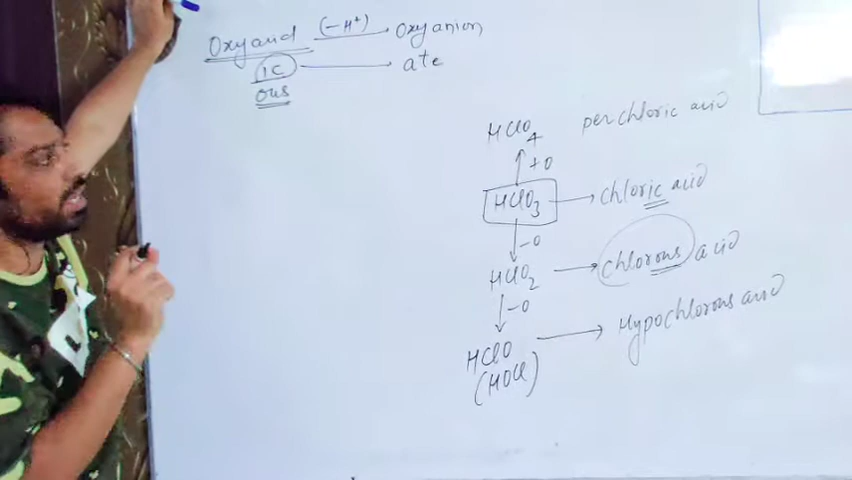 Oxyacid (-H⁺) → Oxyanion
ic → ate
ous
HClO₄ perchloric acid
↑ +O
HClO₃ → chloric acid
↓ -O
HClO₂ → chlorous acid
↓ -O
HClO → Hypochlorous acid
(HOCl)